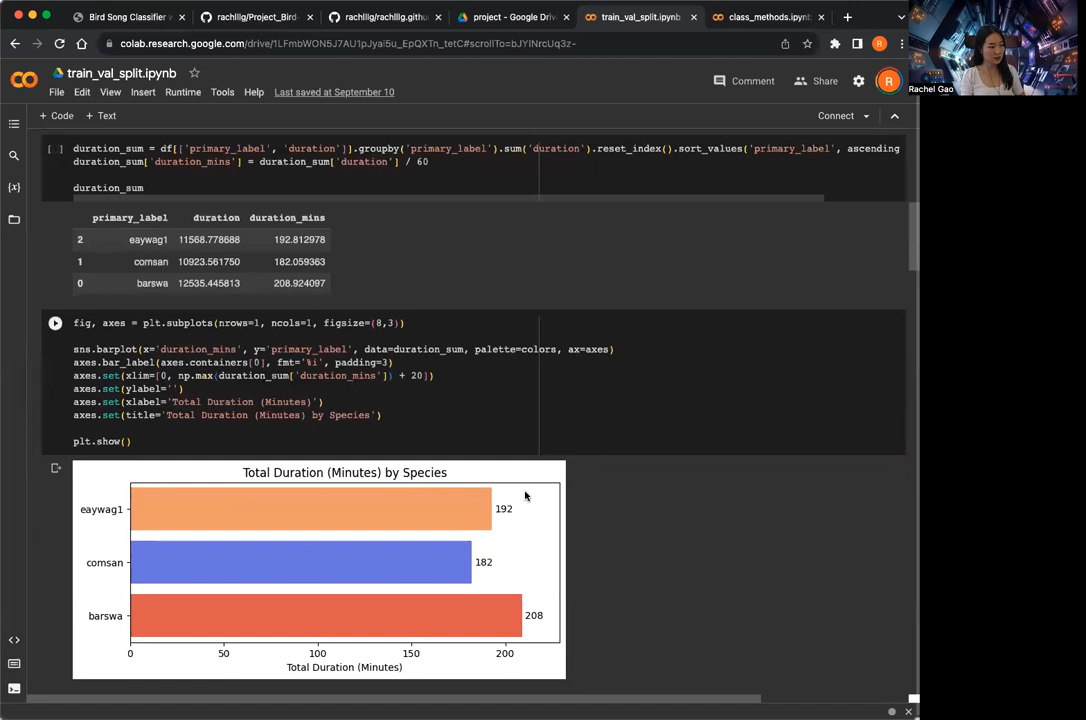 Bird Song Classifier w
rachlllg/Project_Bird-
rachlllg/rachlllg.githu
project - Google Driv
train_val_split.ipynb
class_methods.ipynb
colab.research.google.com/drive/1LFmbWON5J7AU1pJyai5u_EpQXTn_tetC#scrollTo=bJYINrcUq3z-
R
Rachel Gao
train_val_split.ipynb
File Edit View Insert Runtime Tools Help Last saved at September 10
Comment Share R
+ Code + Text
Connect
[ ] duration_sum = df[['primary_label', 'duration']].groupby('primary_label').sum('duration').reset_index().sort_values('primary_label', ascending
duration_sum['duration_mins'] = duration_sum['duration'] / 60
duration_sum
primary_label duration duration_mins
2 eaywag1 11568.778688 192.812978
1 comsan 10923.561750 182.059363
0 barswa 12535.445813 208.924097
fig, axes = plt.subplots(nrows=1, ncols=1, figsize=(8,3))
sns.barplot(x='duration_mins', y='primary_label', data=duration_sum, palette=colors, ax=axes)
axes.bar_label(axes.containers[0], fmt='%i', padding=3)
axes.set(xlim=[0, np.max(duration_sum['duration_mins']) + 20])
axes.set(ylabel='')
axes.set(xlabel='Total Duration (Minutes)')
axes.set(title='Total Duration (Minutes) by Species')
plt.show()
Total Duration (Minutes) by Species
eaywag1 192
comsan 182
barswa 208
0 50 100 150 200
Total Duration (Minutes)